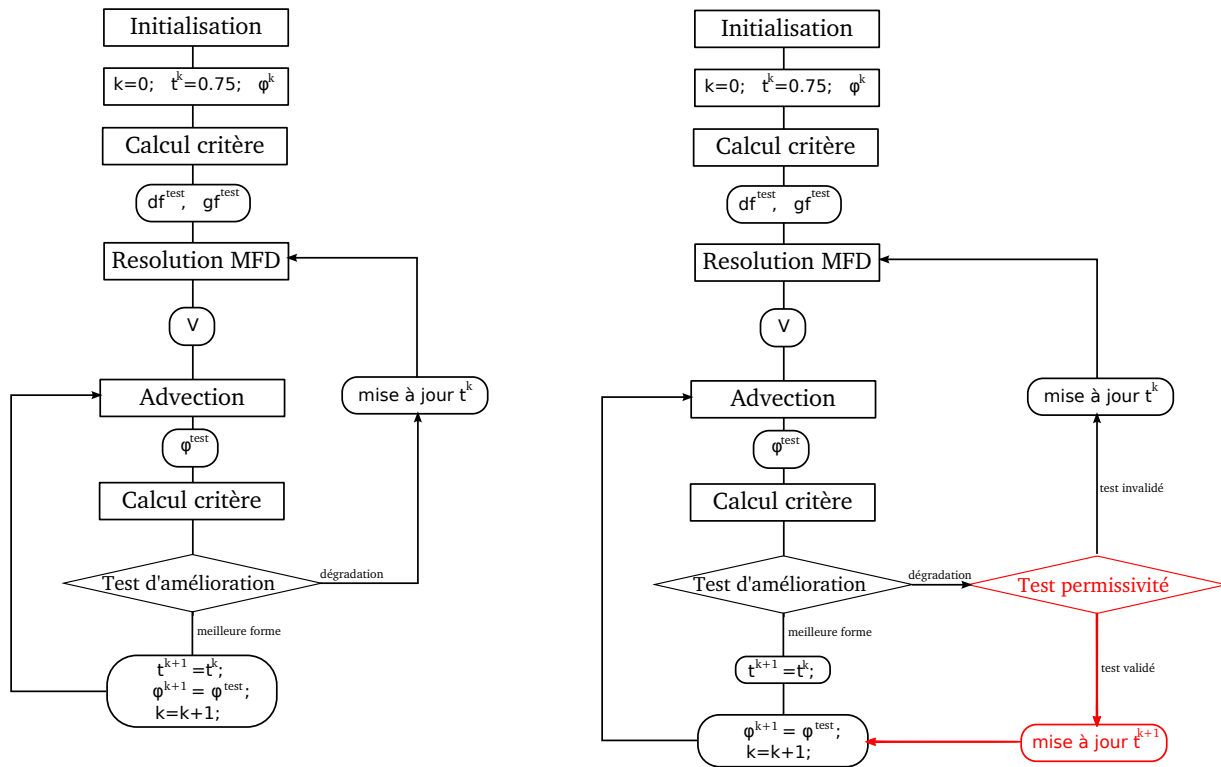 Initialisation
k=0; t^k=0.75; φ^k
Calcul critère
df^test, gf^test
Resolution MFD
V
mise à jour t^k
Advection
φ^test
Calcul critère
Test d'amélioration
dégradation
meilleure forme
t^k+1 =t^k;
φ^k+1 = φ^test;
k=k+1;
Initialisation
k=0; t^k=0.75; φ^k
Calcul critère
df^test, gf^test
Resolution MFD
V
mise à jour t^k
Advection
φ^test
Calcul critère
test invalidé
Test d'amélioration
dégradation
Test permissivité
meilleure forme
test validé
t^k+1 =t^k;
φ^k+1 = φ^test;
k=k+1;
mise à jour t^k+1